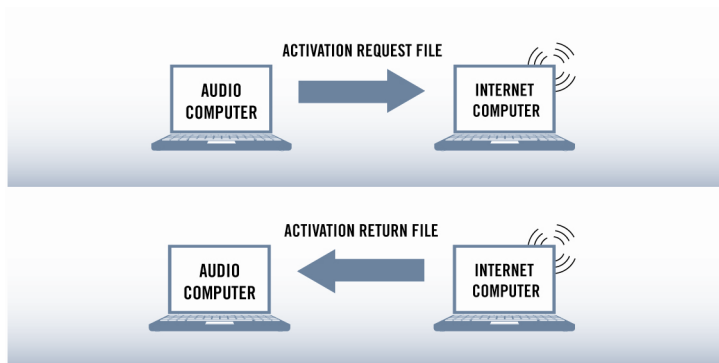 ACTIVATION REQUEST FILE
AUDIO
COMPUTER
INTERNET
COMPUTER
ACTIVATION RETURN FILE
AUDIO
COMPUTER
INTERNET
COMPUTER